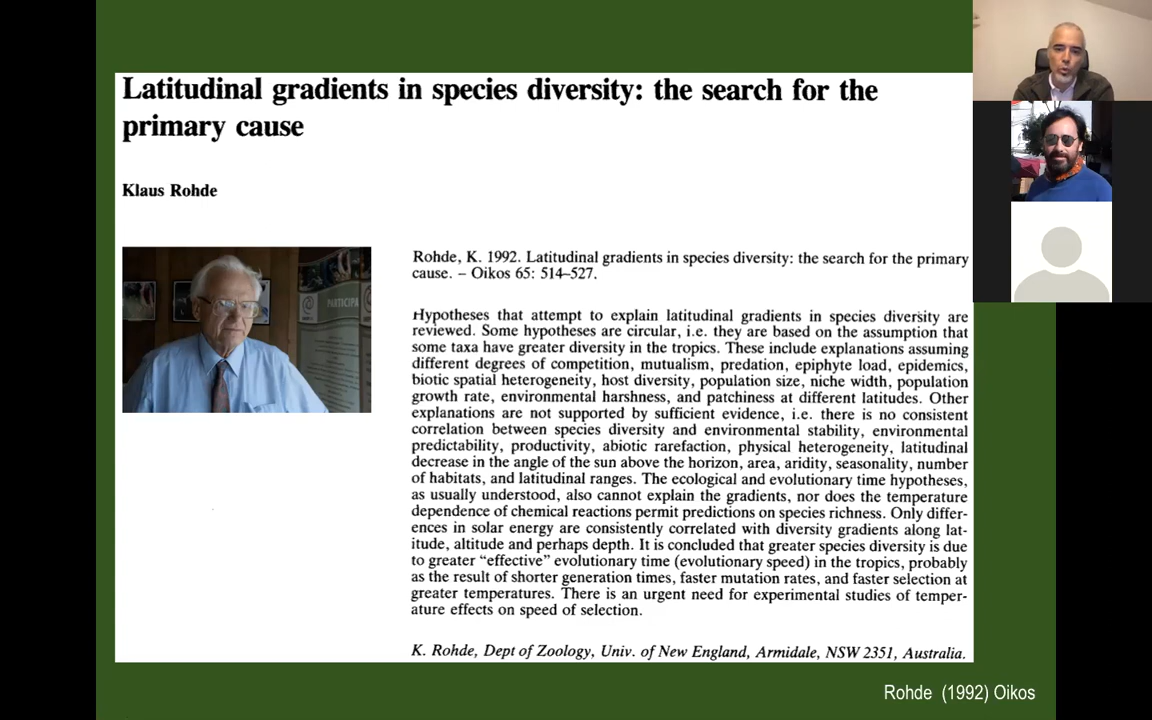 Latitudinal gradients in species diversity: the search for the
primary cause
Klaus Rohde
PARTICIPA
Rohde, K. 1992. Latitudinal gradients in species diversity: the search for the primary
cause. – Oikos 65: 514–527.
Hypotheses that attempt to explain latitudinal gradients in species diversity are
reviewed. Some hypotheses are circular, i.e. they are based on the assumption that
some taxa have greater diversity in the tropics. These include explanations assuming
different degrees of competition, mutualism, predation, epiphyte load, epidemics,
biotic spatial heterogeneity, host diversity, population size, niche width, population
growth rate, environmental harshness, and patchiness at different latitudes. Other
explanations are not supported by sufficient evidence, i.e. there is no consistent
correlation between species diversity and environmental stability, environmental
predictability, productivity, abiotic rarefaction, physical heterogeneity, latitudinal
decrease in the angle of the sun above the horizon, area, aridity, seasonality, number
of habitats, and latitudinal ranges. The ecological and evolutionary time hypotheses,
as usually understood, also cannot explain the gradients, nor does the temperature
dependence of chemical reactions permit predictions on species richness. Only differ-
ences in solar energy are consistently correlated with diversity gradients along lat-
itude, altitude and perhaps depth. It is concluded that greater species diversity is due
to greater “effective” evolutionary time (evolutionary speed) in the tropics, probably
as the result of shorter generation times, faster mutation rates, and faster selection at
greater temperatures. There is an urgent need for experimental studies of temper-
ature effects on speed of selection.
K. Rohde, Dept of Zoology, Univ. of New England, Armidale, NSW 2351, Australia.
Rohde (1992) Oikos